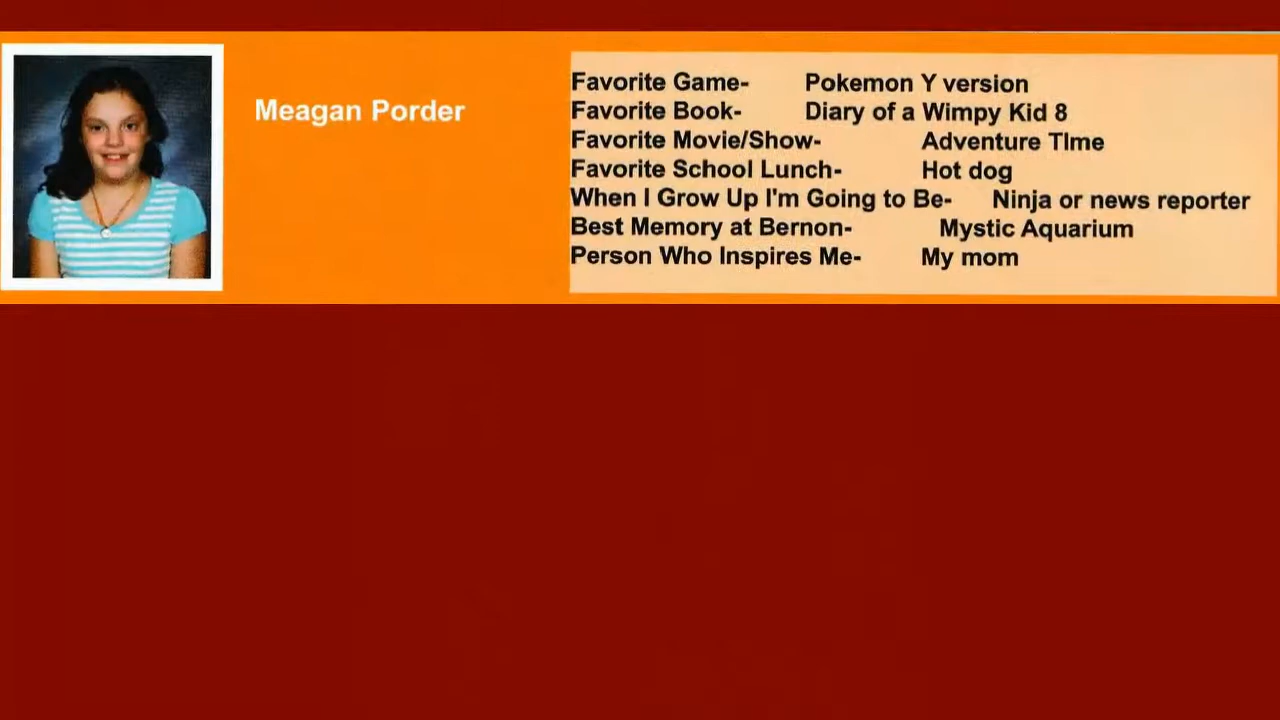 Meagan Porder
Favorite Game- Pokemon Y version
Favorite Book- Diary of a Wimpy Kid 8
Favorite Movie/Show- Adventure TIme
Favorite School Lunch- Hot dog
When I Grow Up I'm Going to Be- Ninja or news reporter
Best Memory at Bernon- Mystic Aquarium
Person Who Inspires Me- My mom